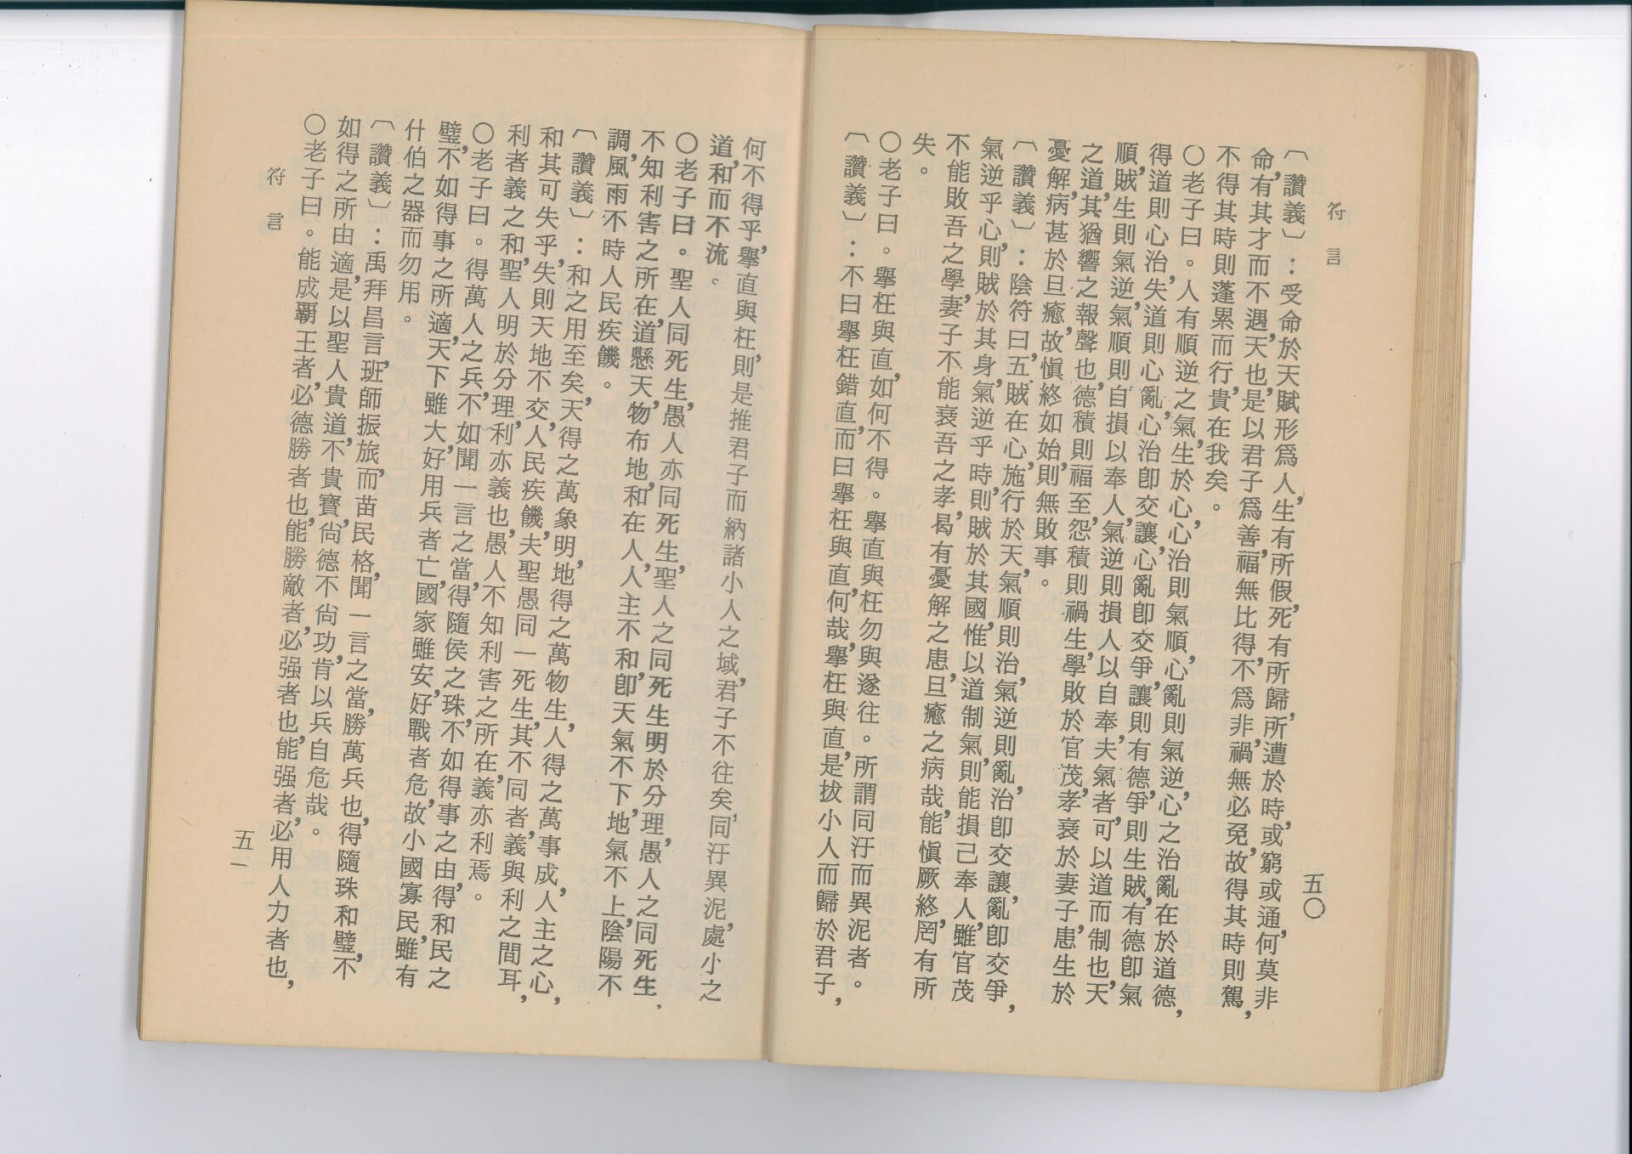 符言
五〇
〔讚義〕:受命於天賦形爲人,生有所假,死有所歸,所遭於時,或窮或通,何莫非
命,有其才而不遇,天也,是以君子爲善,福無比得,不爲非,禍無必免,故得其時則駕,
不得其時則蓬累而行,貴在我矣。
〇老子曰。人有順逆之氣,生於心,心治則氣順,心亂則氣逆,心之治亂在於道德,
得道則心治,失道則心亂,心治卽交讓,心亂卽交爭,讓則有德,爭則生賊,有德卽氣
順,賊生則氣逆,氣順則自損以奉人,氣逆則損人以自奉,夫氣者,可以道而制也,天
之道,其猶響之報聲也,德積則福至,怨積則禍生,學敗於官茂,孝衰於妻子,患生於
憂解,病甚於且癒,故愼終如始,則無敗事。
〔讚義〕:陰符曰,五賊在心,施行於天,氣順則治,氣逆則亂,治卽交讓,亂卽交爭,
氣逆乎心,則賊於其身,氣逆乎時,則賊於其國,惟以道制氣,則能損己奉人,雖官茂
不能敗吾之學,妻子不能衰吾之孝,曷有憂解之患,旦癒之病哉,能愼厥終,罔有所
失。
〇老子曰。擧枉與直,如何不得。擧直與枉,勿與遂往。所謂同汙而異泥者。
〔讚義〕:不曰擧枉錯直,而曰擧枉與直,何哉,擧枉與直,是拔小人而歸於君子,
何不得乎,擧直與枉,則是推君子而納諸小人之域,君子不往矣,同汙異泥,處小之
道,和而不流。
〇老子曰。聖人同死生,愚人亦同死生,聖人之同死生明於分理,愚人之同死生,
不知利害之所在,道懸天,物布地,和在人,人主不和,卽天氣不下,地氣不上,陰陽不
調,風雨不時,人民疾饑。
〔讚義〕:和之用至矣,天得之萬象明,地得之萬物生,人得之萬事成,人主之心,
和其可失乎,失則天地不交,人民疾饑,夫聖愚同一死生,其不同者,義與利之間耳,
利者義之和,聖人明於分理,利亦義也,愚人不知利害之所在,義亦利焉。
〇老子曰。得萬人之兵,不如聞一言之當,得隨侯之珠,不如得事之由,得和民之
璧,不如得事之所適,天下雖大,好用兵者亡,國家雖安,好戰者危,故小國寡民,雖有
什伯之器而勿用。
〔讚義〕:禹拜昌言,班師振旅,而苗民格,聞一言之當,勝萬兵也,得隨珠和璧,不
如得之所由適,是以聖人貴道不貴寶,尙德不尙功,肯以兵自危哉。
〇老子曰。能成霸王者,必德勝者也,能勝敵者,必强者也,能强者,必用人力者也,
符言
五一